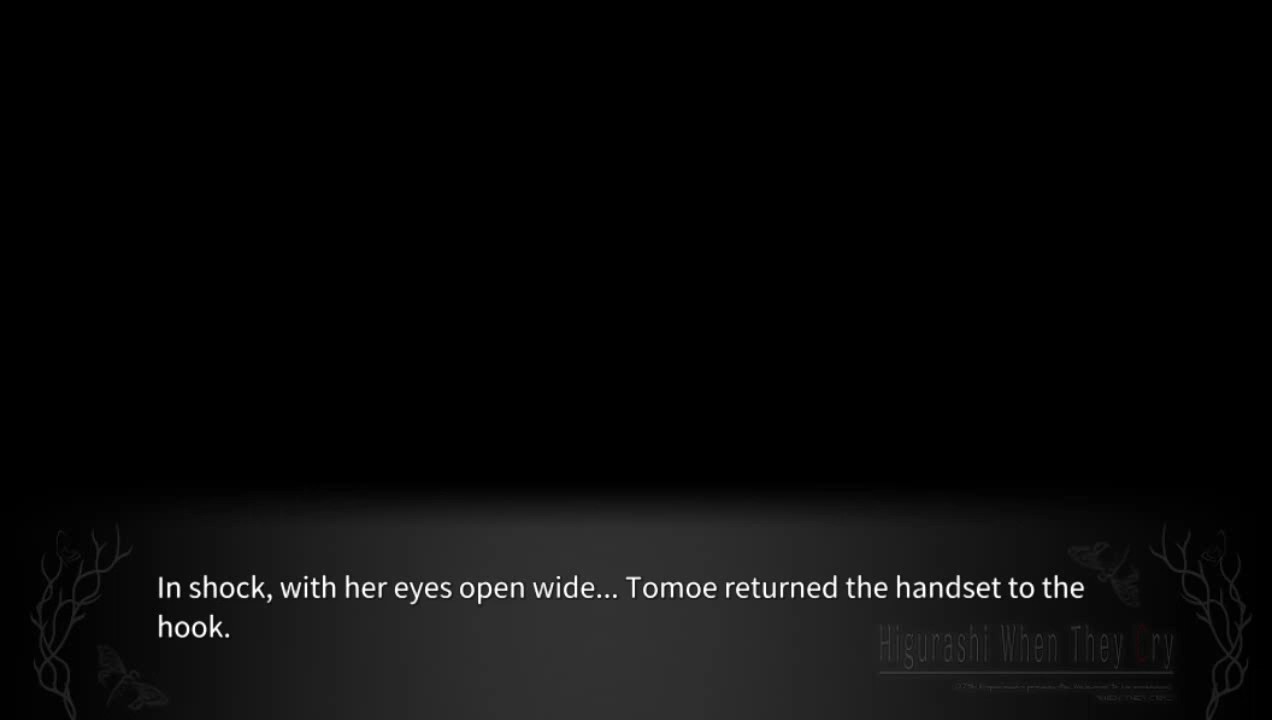 In shock, with her eyes open wide... Tomoe returned the handset to the
hook.
Higurashi When They Cry